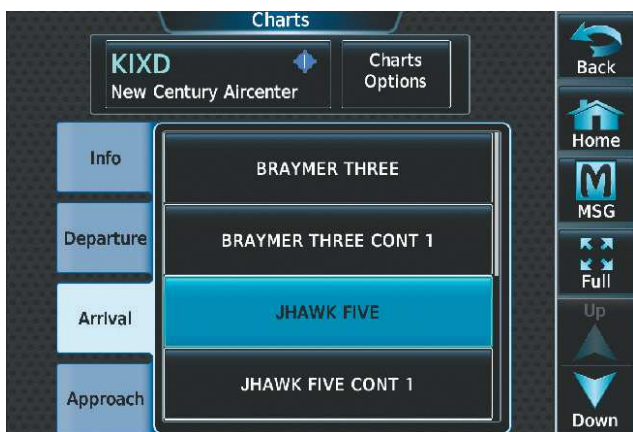 Charts
KIXD
New Century Aircenter
Charts
Options
Back
Home
MSG
Full
Up
Down
Info
Departure
Arrival
Approach
BRAYMER THREE
BRAYMER THREE CONT 1
JHAWK FIVE
JHAWK FIVE CONT 1